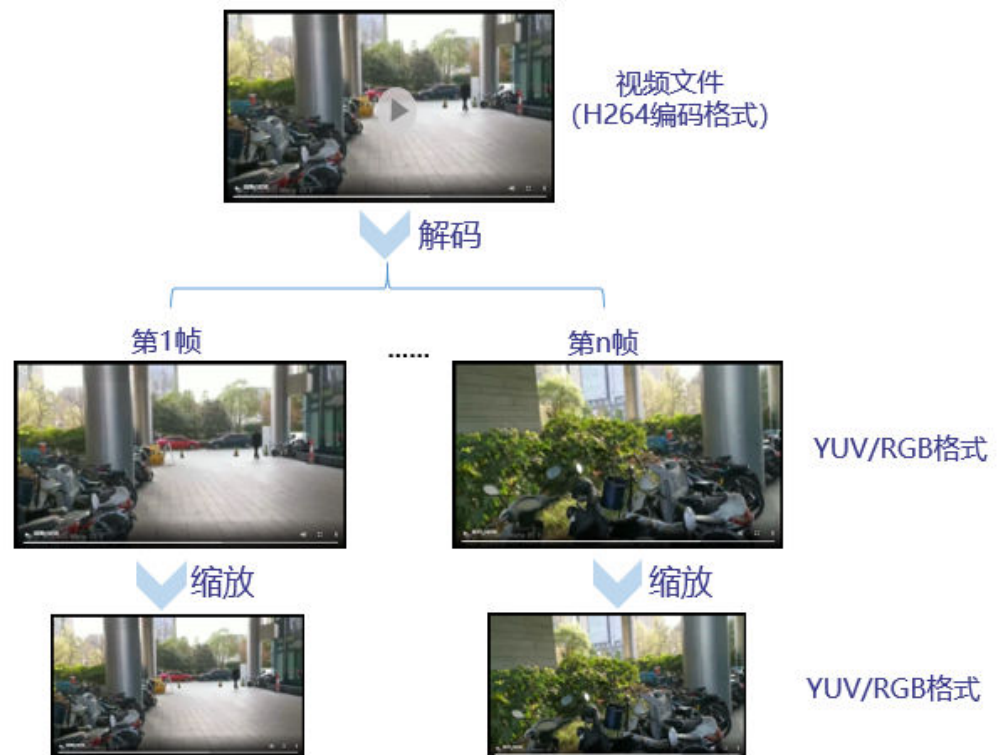 视频文件
(H264编码格式)
解码
第1帧
......
第n帧
YUV/RGB格式
缩放
缩放
YUV/RGB格式